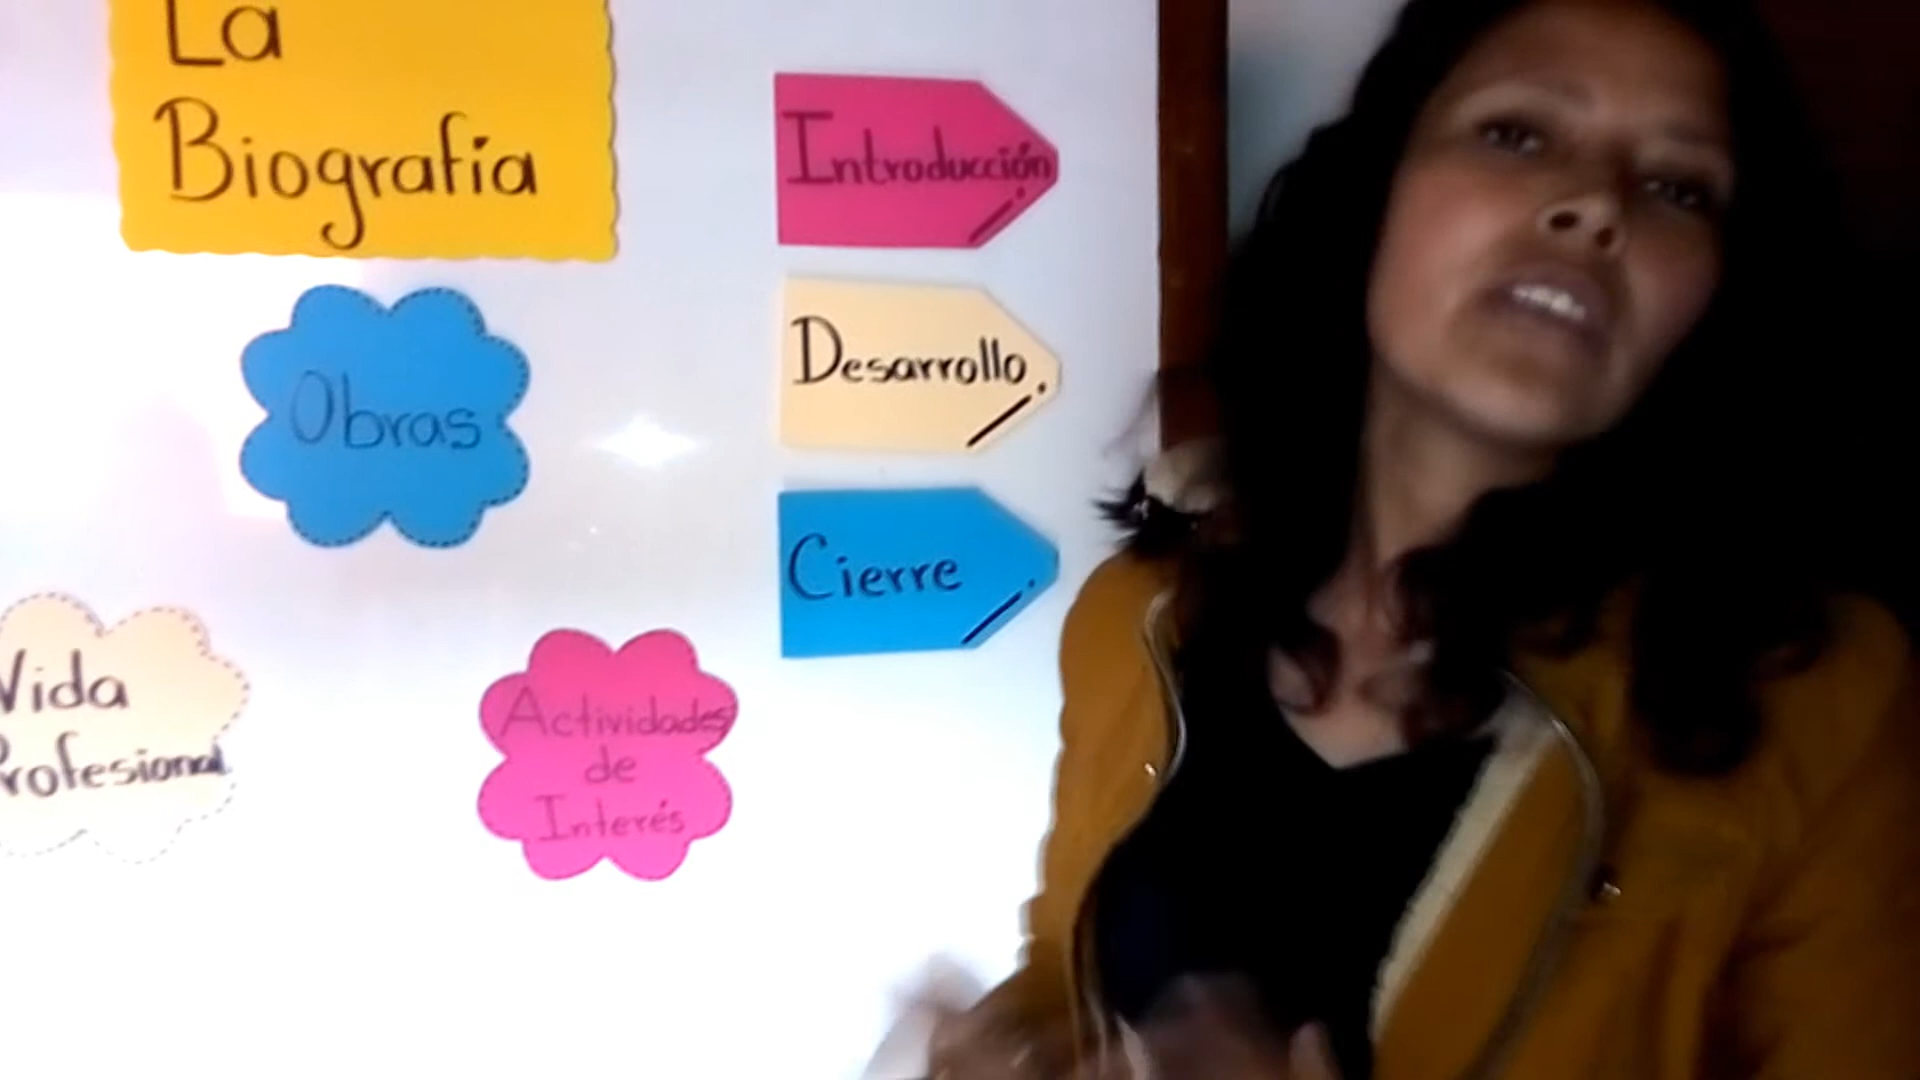 La
Biografía
Introducción
Desarrollo
Cierre
Obras
Vida
Profesional
Actividades
de
Interés